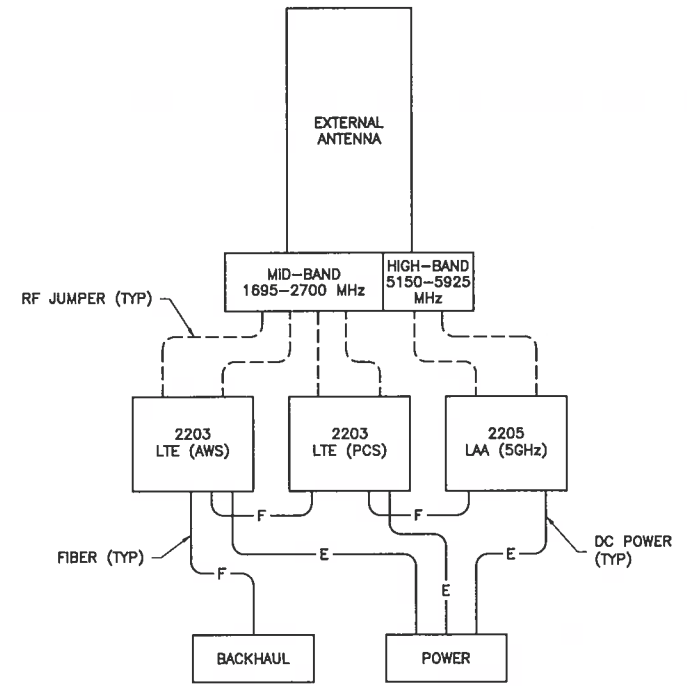 EXTERNAL
ANTENNA
MID-BAND
1695-2700 MHz
HIGH-BAND
5150-5925
MHz
RF JUMPER (TYP)
2203
LTE (AWS)
2203
LTE (PCS)
2205
LAA (5GHz)
F
F
FIBER (TYP)
F
E
E
E
DC POWER
(TYP)
BACKHAUL
POWER